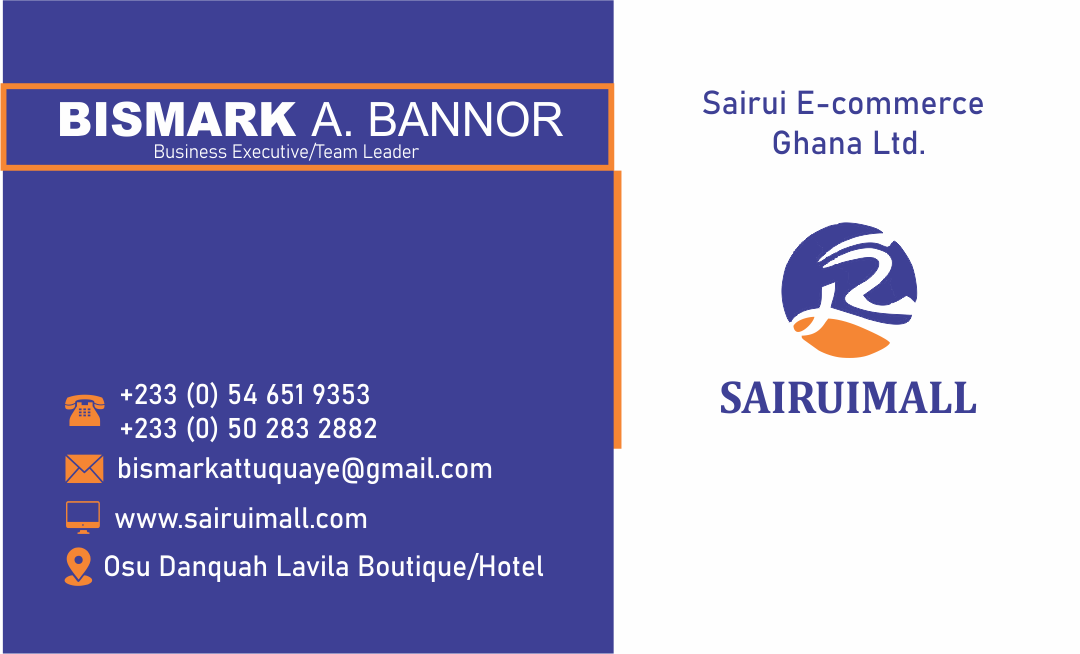 BISMARK A. BANNOR
Business Executive/Team Leader
+233 (0) 54 651 9353
+233 (0) 50 283 2882
bismarkattuquaye@gmail.com
www.sairuimall.com
Osu Danquah Lavila Boutique/Hotel
Sairui E-commerce
Ghana Ltd.
SAIRUIMALL